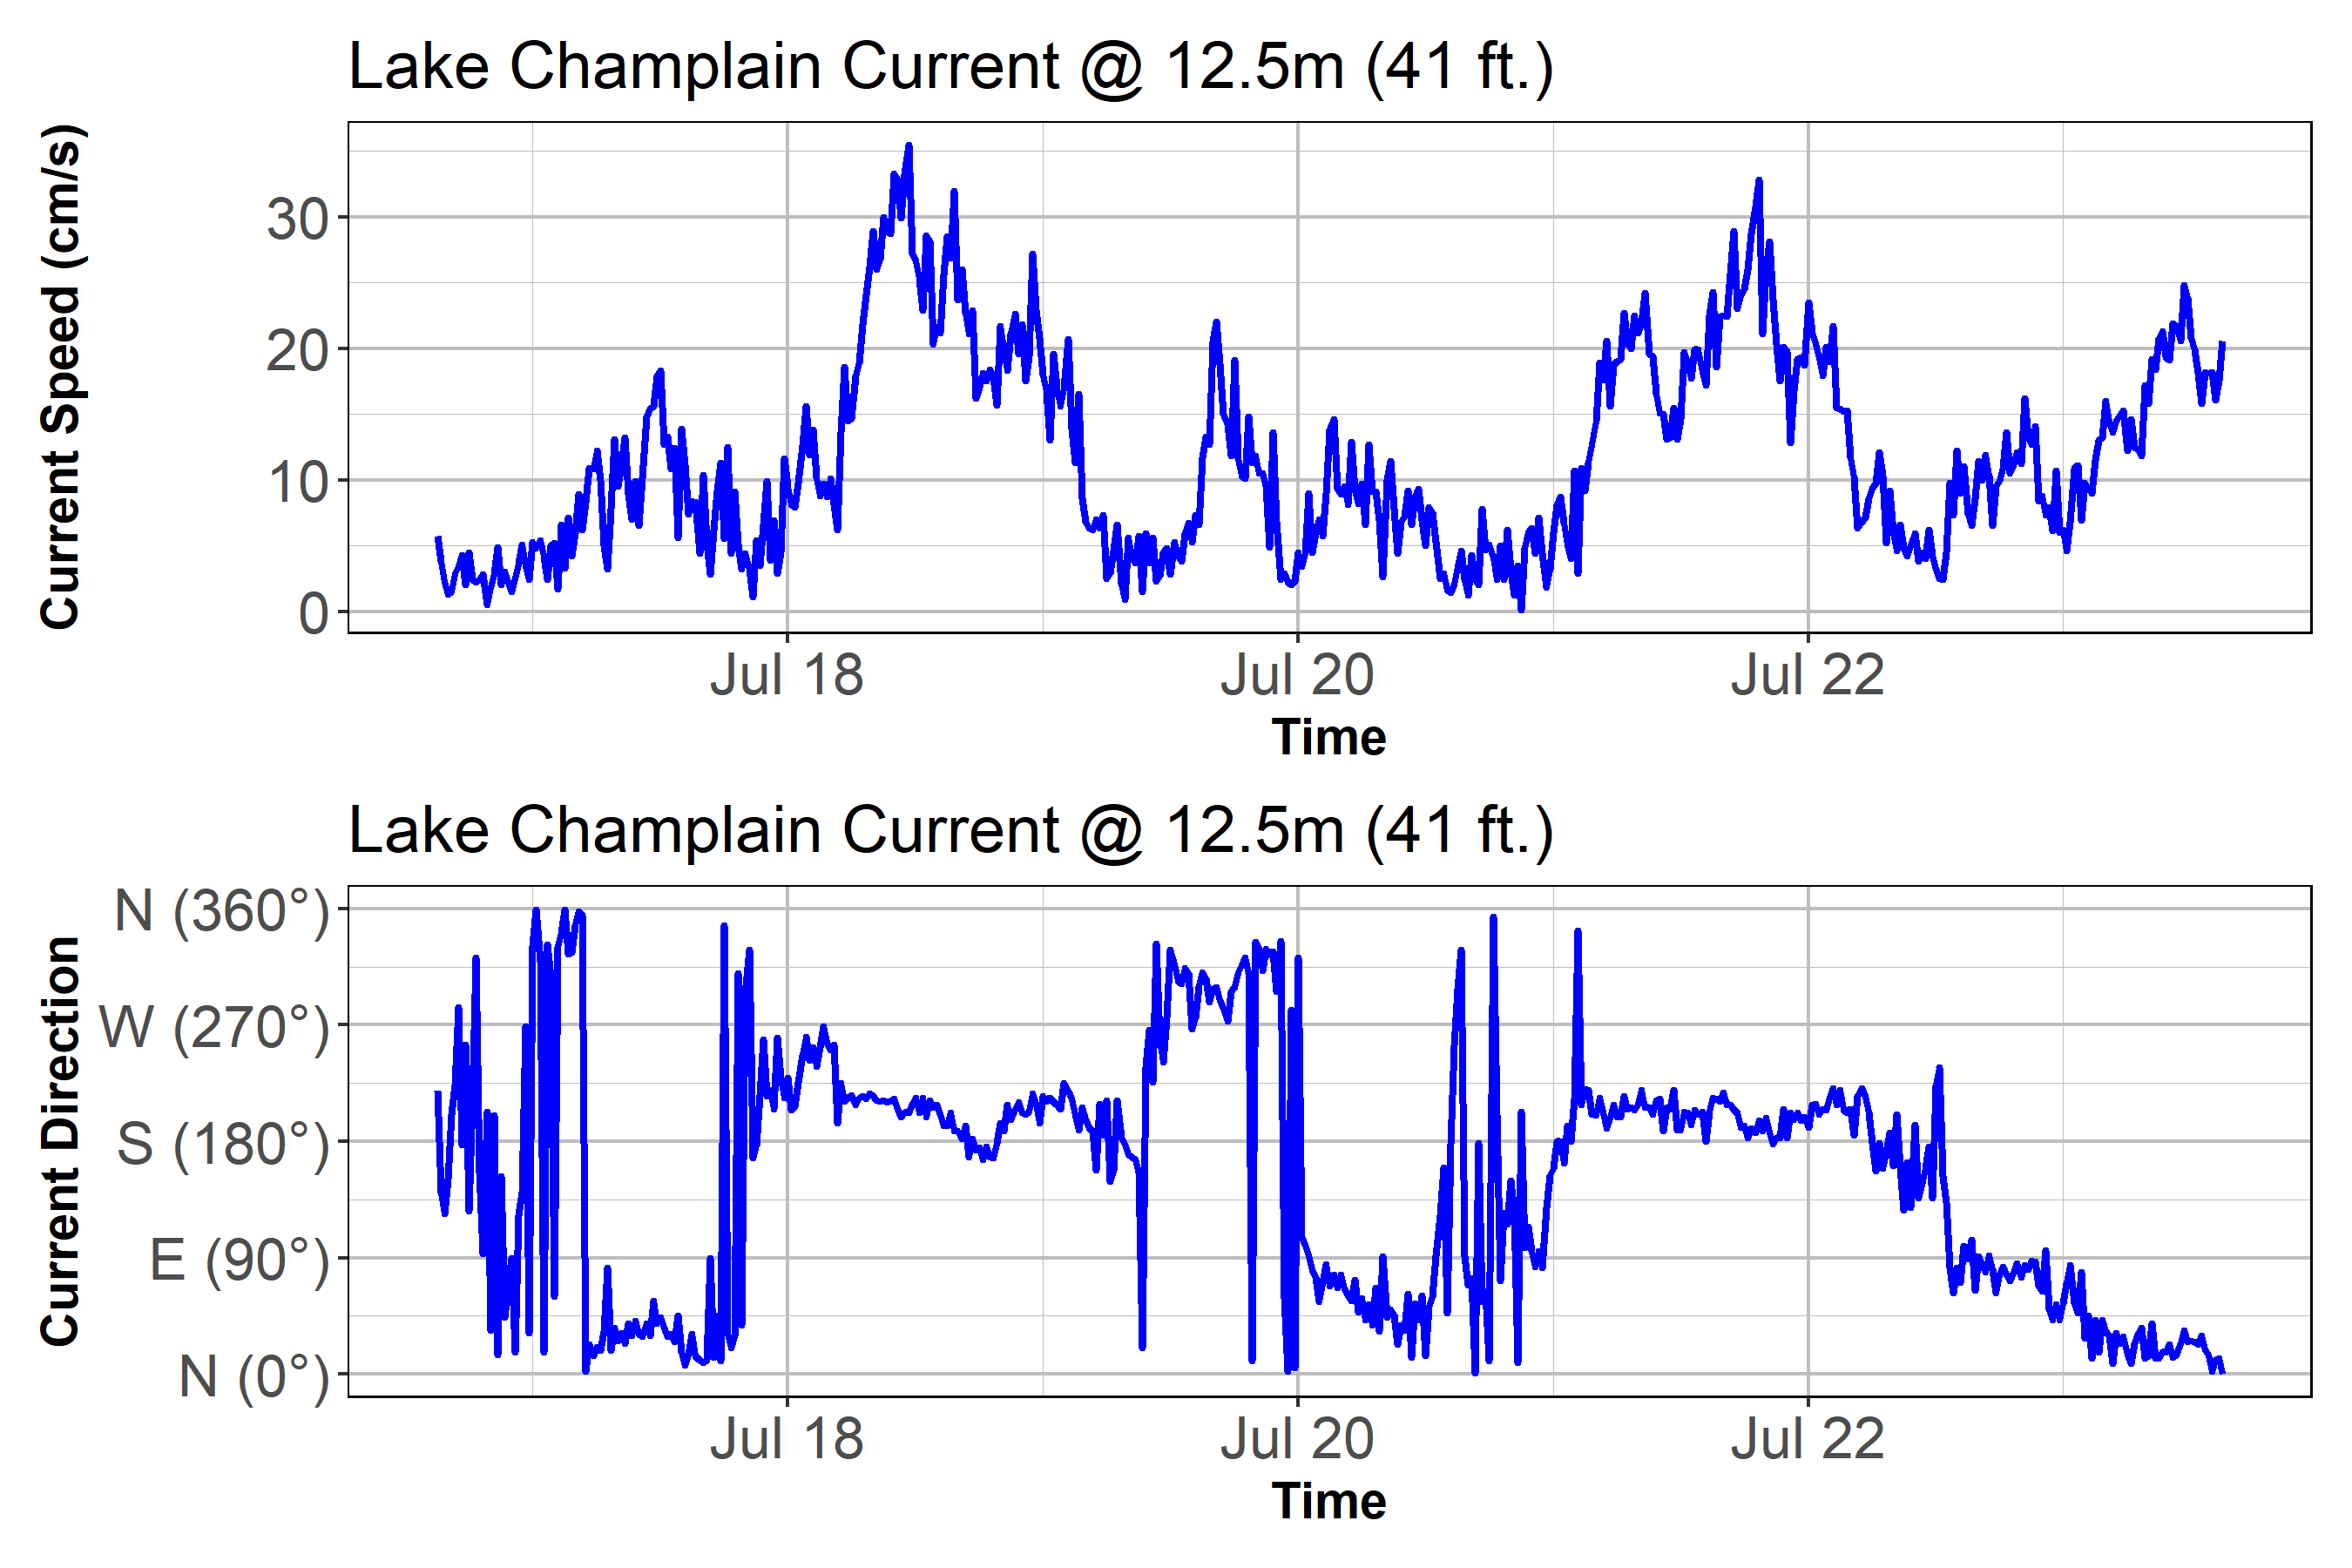 Lake Champlain Current @ 12.5m (41 ft.)
Current Speed (cm/s)
30
20
10
0
Jul 18 Jul 20 Jul 22
Time
Lake Champlain Current @ 12.5m (41 ft.)
Current Direction
N (360°)
W (270°)
S (180°)
E (90°)
N (0°)
Jul 18 Jul 20 Jul 22
Time